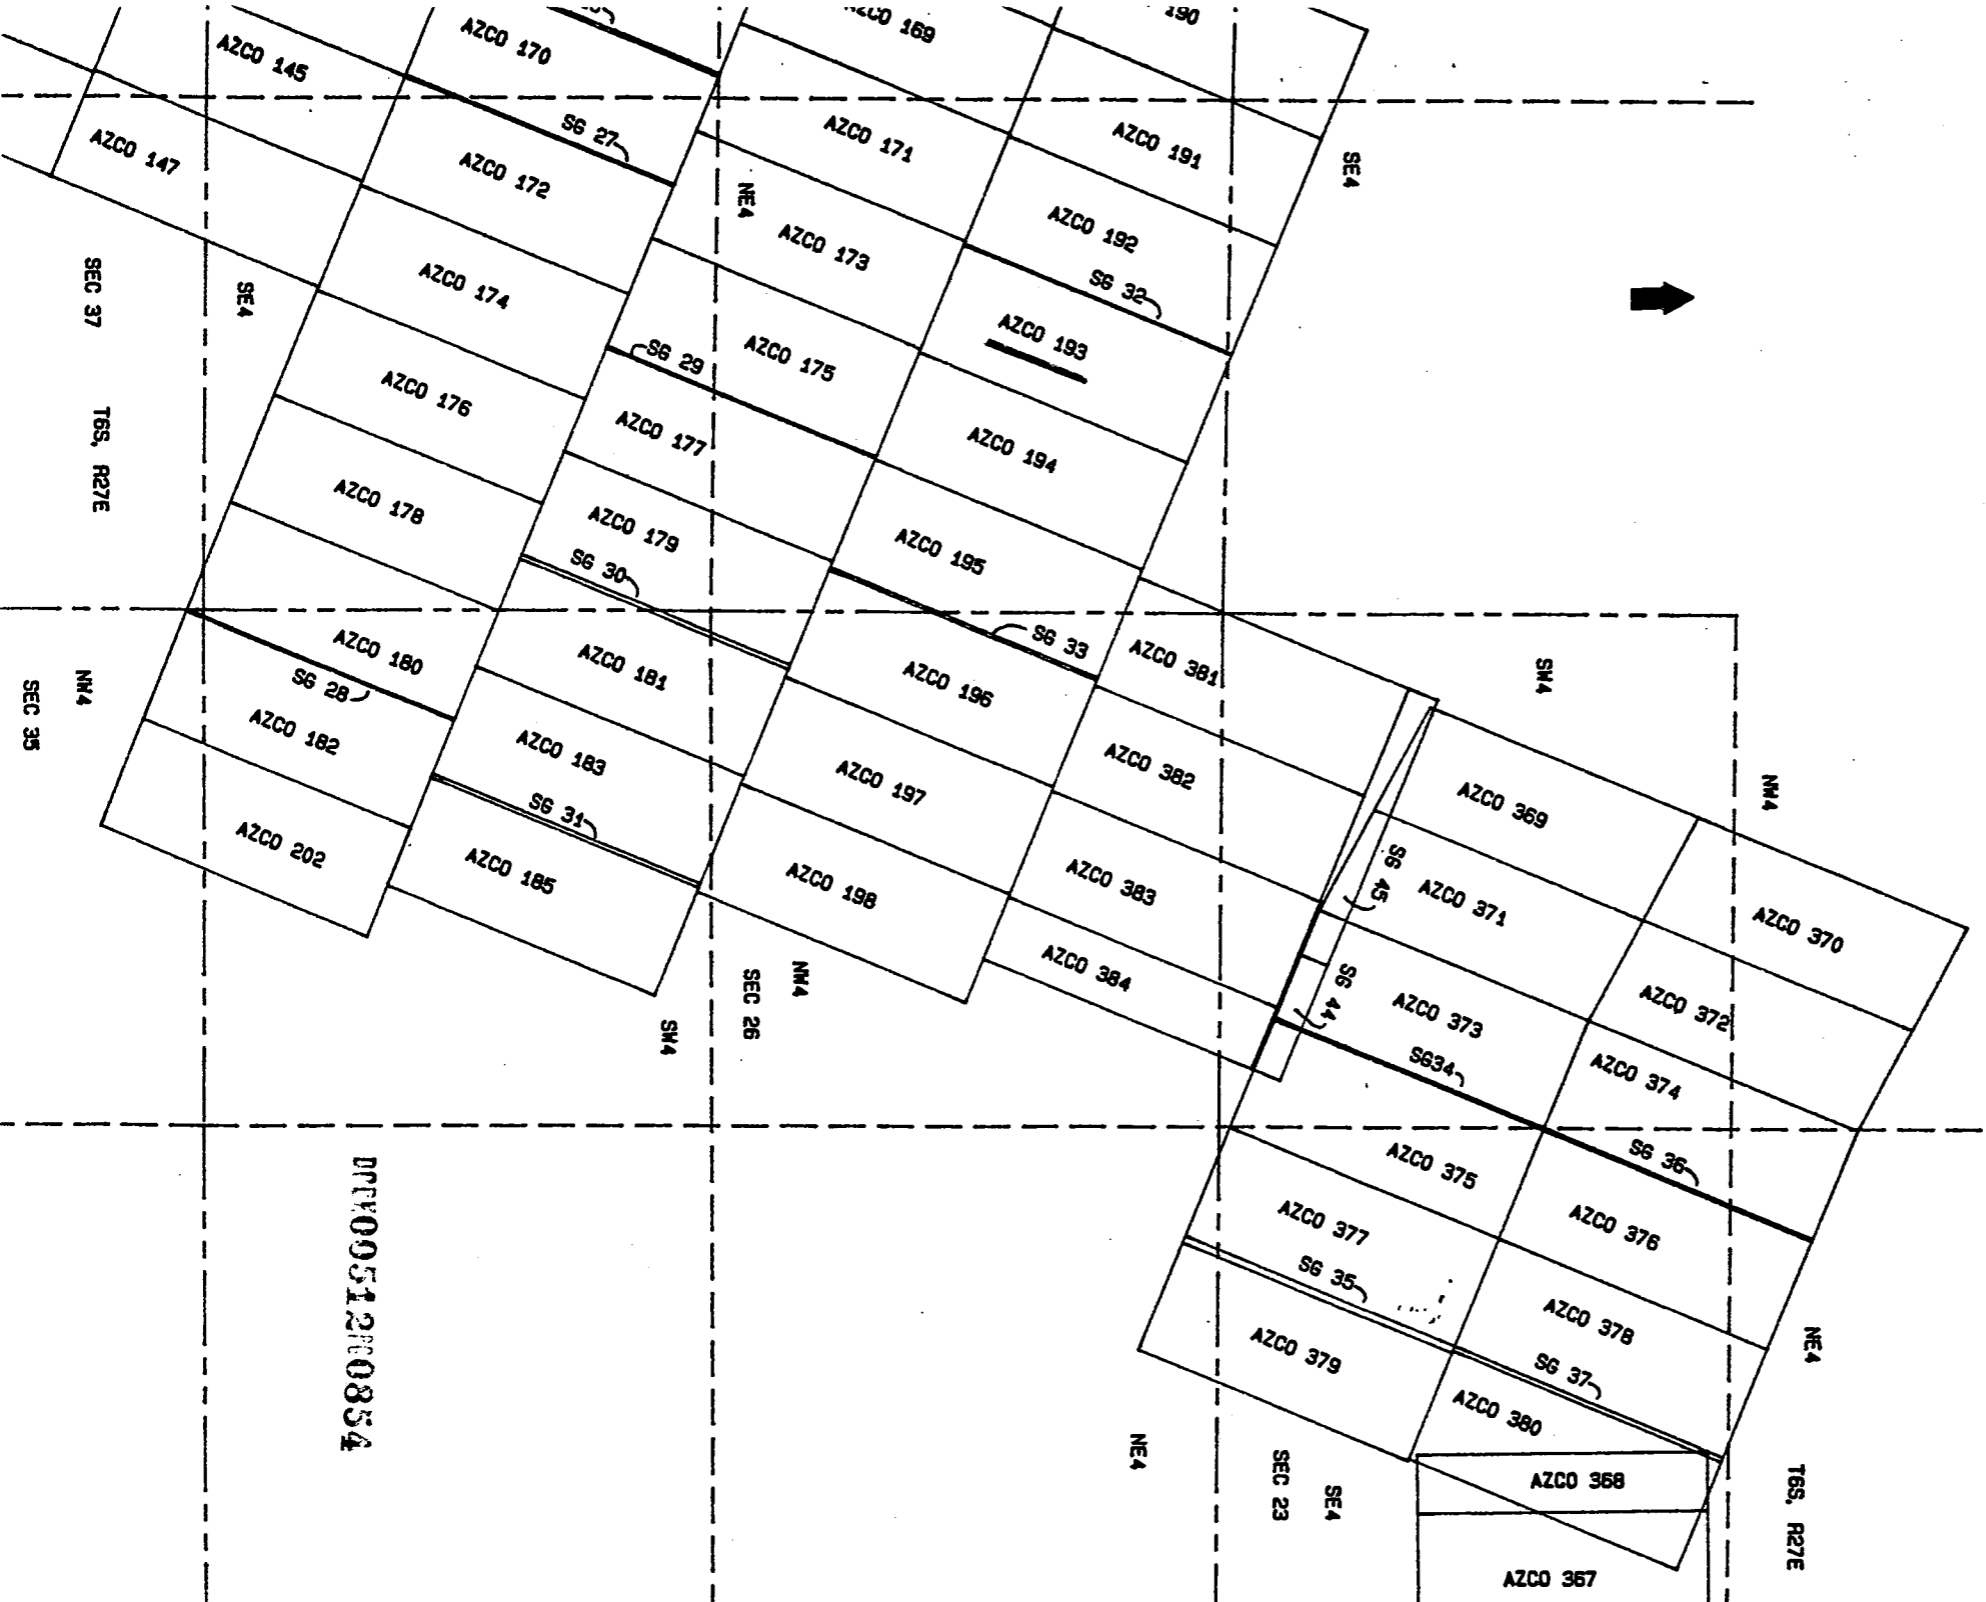 AZCO 169
190
AZCO 145
AZCO 170
SG 27
AZCO 171
AZCO 191
AZCO 147
AZCO 172
SE4
NE4
AZCO 173
AZCO 192
SG 32
SEC 37
SE4
AZCO 174
AZCO 193
SG 29
AZCO 175
AZCO 176
T6S, R27E
AZCO 177
AZCO 194
AZCO 178
AZCO 179
AZCO 195
SG 30
AZCO 180
SG 28
AZCO 181
SG 33
AZCO 381
SW4
AZCO 196
NW4
SEC 35
AZCO 182
AZCO 183
AZCO 197
AZCO 382
AZCO 369
NW4
SG 31
AZCO 202
AZCO 185
AZCO 198
AZCO 383
SG 45
AZCO 371
AZCO 370
AZCO 384
SG 44
AZCO 373
AZCO 372
NW4
SEC 26
SW4
SG34
AZCO 374
AZCO 375
SG 36
AZCO 377
AZCO 376
SG 35
AZCO 378
AZCO 379
SG 37
NE4
AZCO 380
NE4
SEC 23
SE4
AZCO 368
T6S, R27E
AZCO 367